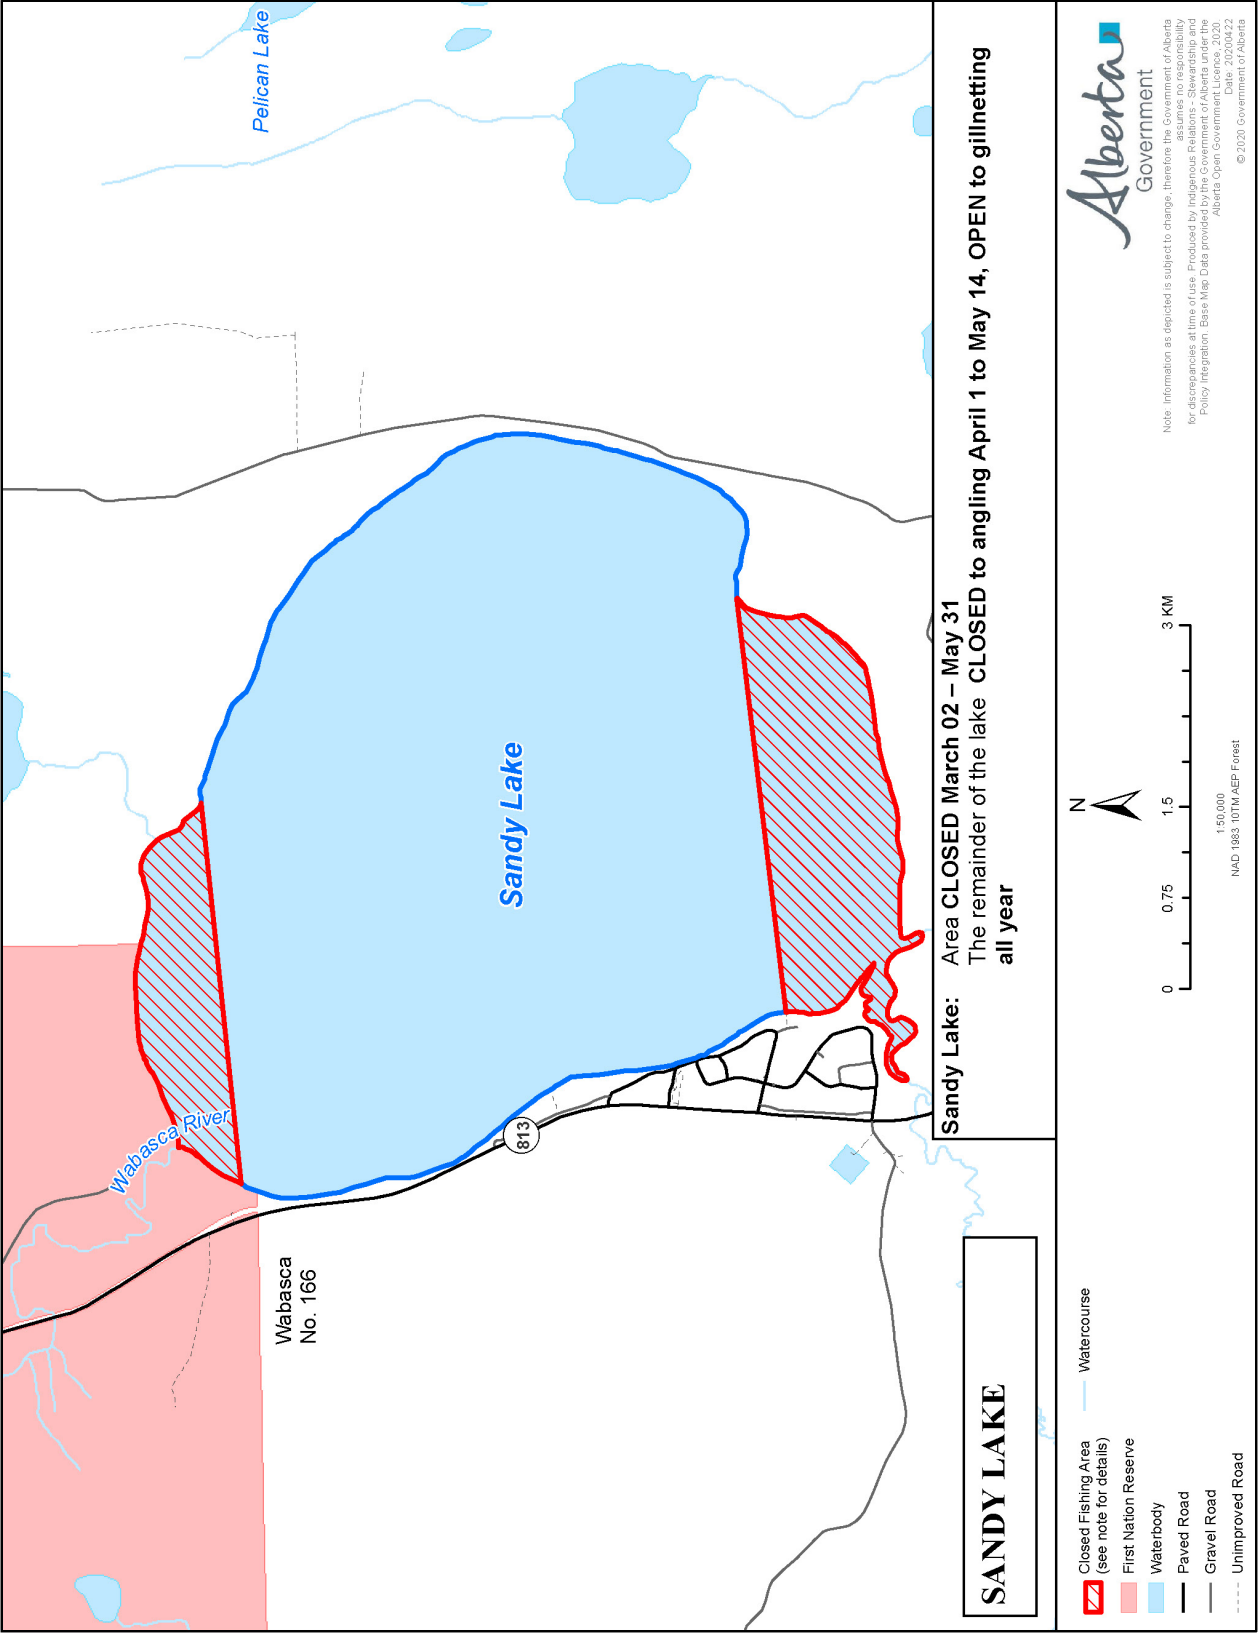 Pelican Lake
Sandy Lake
Wabasca River
813
Wabasca
No. 166
Sandy Lake: Area CLOSED March 02 – May 31
The remainder of the lake CLOSED to angling April 1 to May 14, OPEN to gillnetting
all year
SANDY LAKE
Closed Fishing Area
(see note for details)
First Nation Reserve
Waterbody
Paved Road
Gravel Road
Unimproved Road
Watercourse
N
0 0.75 1.5 3 KM
1:50,000
NAD 1983 10TM AEP Forest
Alberta
Government
Note: Information as depicted is subject to change, therefore the Government of Alberta
assumes no responsibility
for discrepancies at time of use. Produced by Indigenous Relations - Stewardship and
Policy Integration. Base Map Data provided by the Government of Alberta under the
Alberta Open Government Licence, 2020.
Date: 20200422
© 2020 Government of Alberta